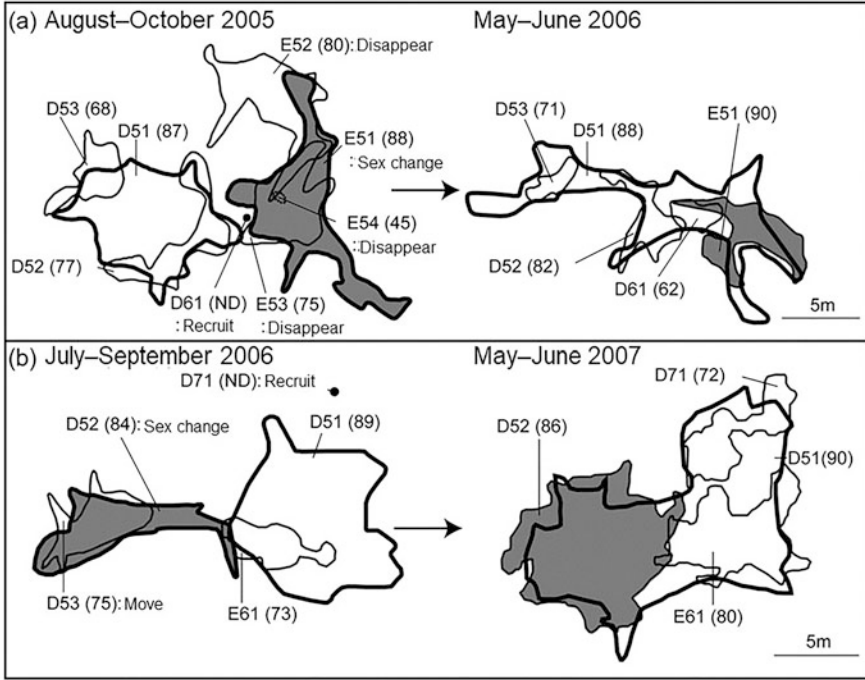 (a) August–October 2005
May–June 2006
E52 (80): Disappear
D53 (68)
D51 (87)
E51 (88)
: Sex change
E54 (45)
:Disappear
D52 (77)
D61 (ND)
: Recruit
E53 (75)
: Disappear
D53 (71)
D51 (88)
E51 (90)
D52 (82)
D61 (62)
5m
(b) July–September 2006
May–June 2007
D71 (ND): Recruit
D52 (84): Sex change
D51 (89)
D53 (75): Move
E61 (73)
D71 (72)
D52 (86)
D51(90)
E61 (80)
5m